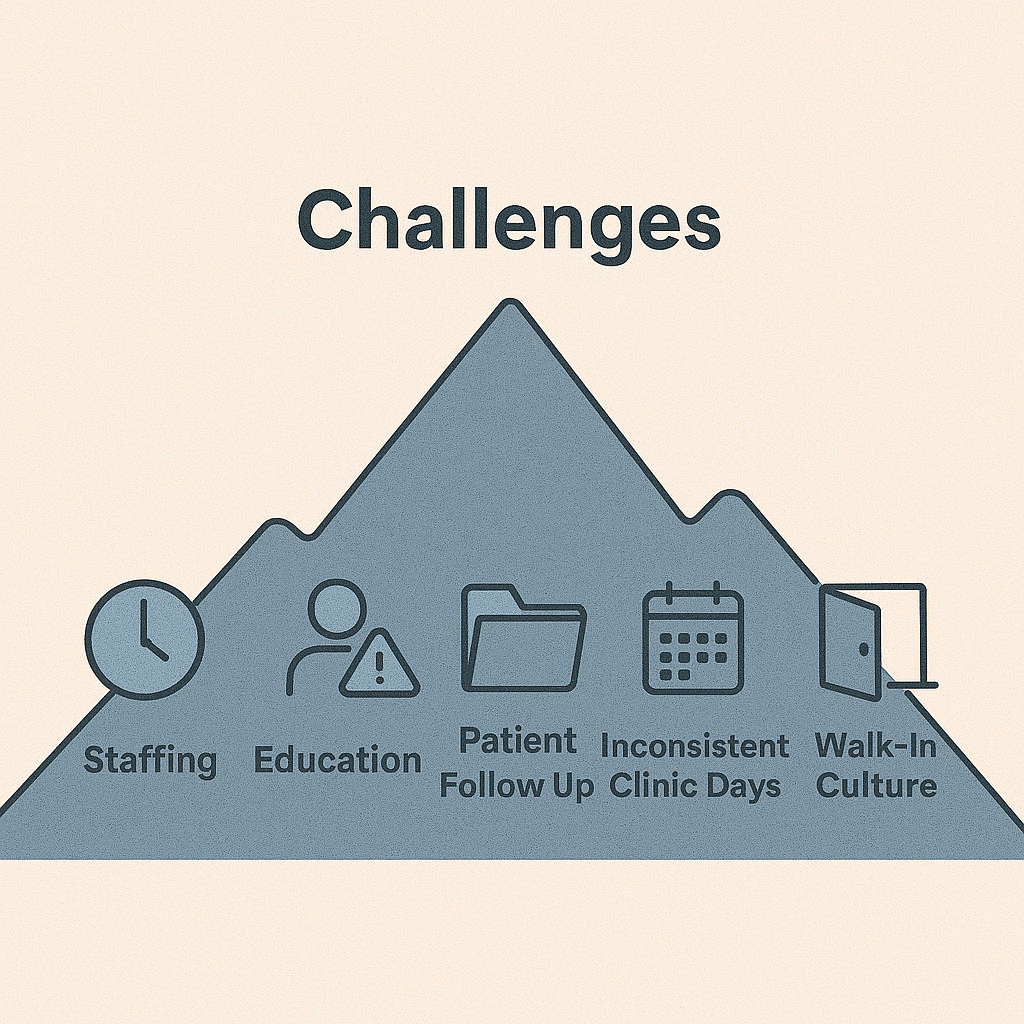 Challenges
Staffing
Education
Patient
Follow Up
Inconsistent
Clinic Days
Walk-In
Culture